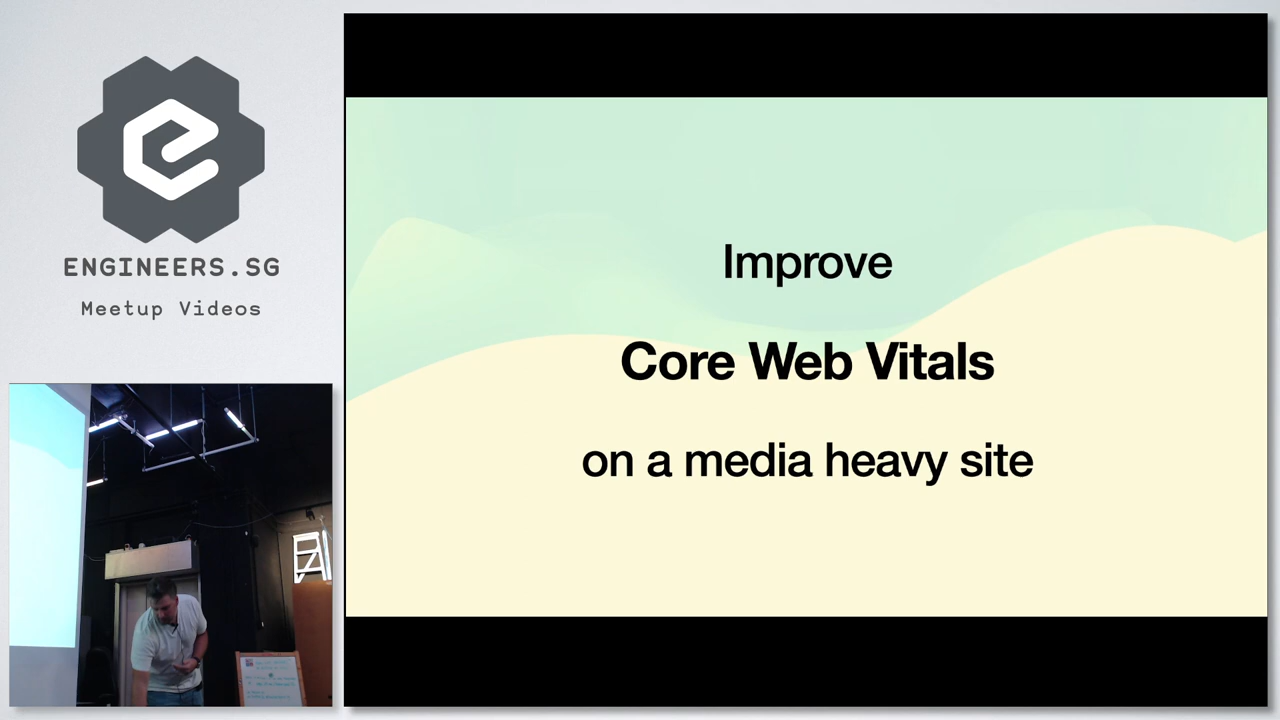 ENGINEERS.SG
Meetup Videos
Improve
Core Web Vitals
on a media heavy site